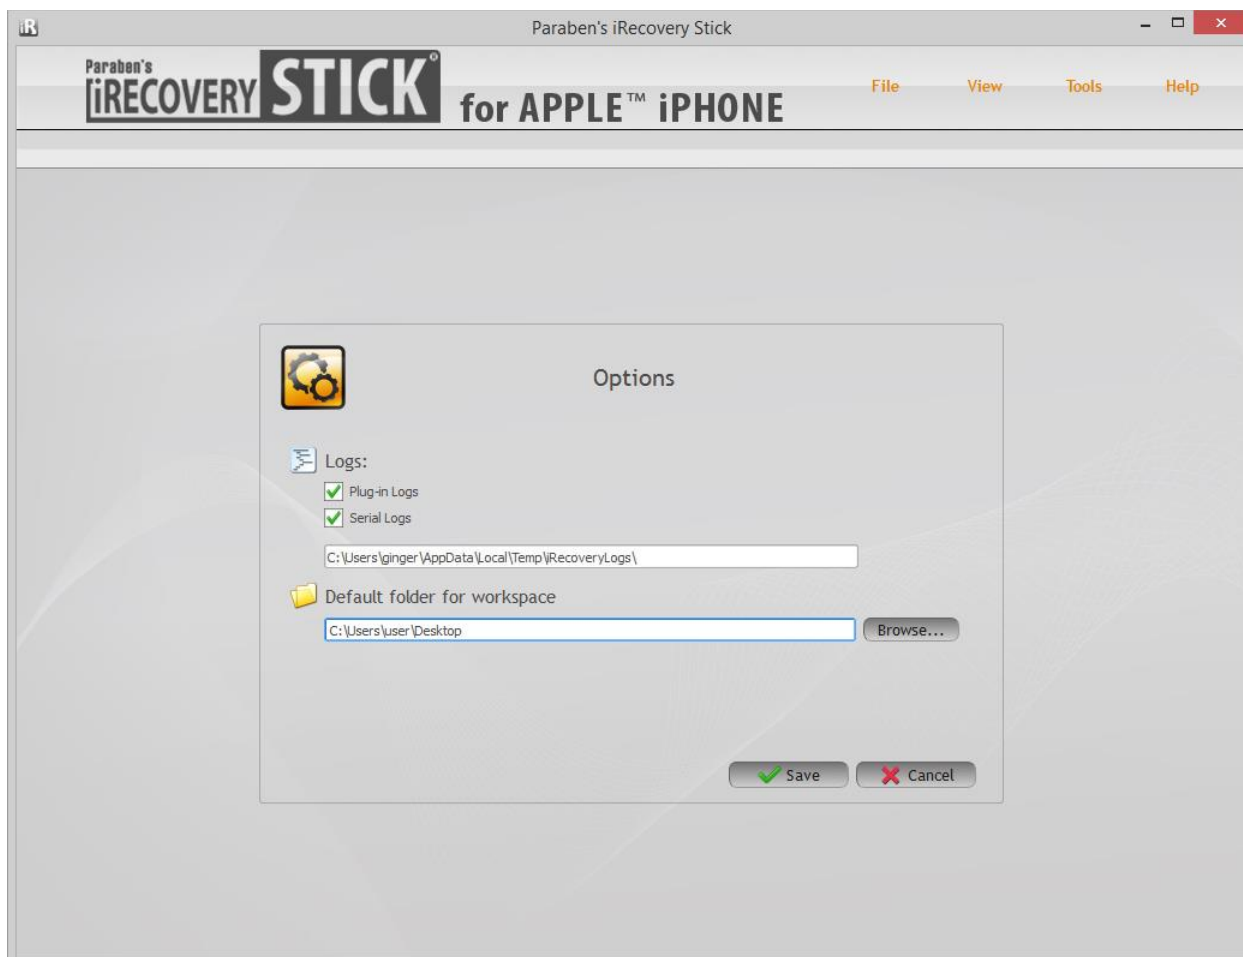 iR
Paraben's iRecovery Stick
Paraben's
iRECOVERY STICK® for APPLE™ iPHONE
File View Tools Help
Options
Logs:
Plug-in Logs
Serial Logs
C:\Users\ginger\AppData\Local\Temp\iRecoveryLogs\
Default folder for workspace
C:\Users\user\Desktop Browse...
Save Cancel